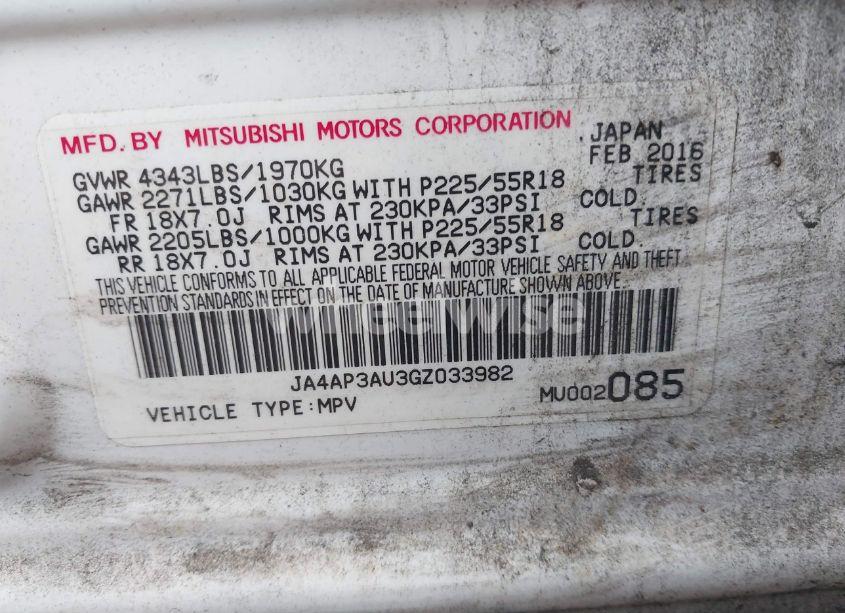 MFD. BY MITSUBISHI MOTORS CORPORATION . JAPAN
FEB 2016
GVWR 4343LBS/1970KG
GAWR 2271LBS/1030KG WITH P225/55R18 TIRES
FR 18X7.0J RIMS AT 230KPA/33PSI COLD.
GAWR 2205LBS/1000KG WITH P225/55R18 TIRES
RR 18X7.0J RIMS AT 230KPA/33PSI COLD.
THIS VEHICLE CONFORMS TO ALL APPLICABLE FEDERAL MOTOR VEHICLE SAFETY AND THEFT
PREVENTION STANDARDS IN EFFECT ON THE DATE OF MANUFACTURE SHOWN ABOVE.
wheelwise
JA4AP3AU3GZ033982
VEHICLE TYPE:MPV MU002085